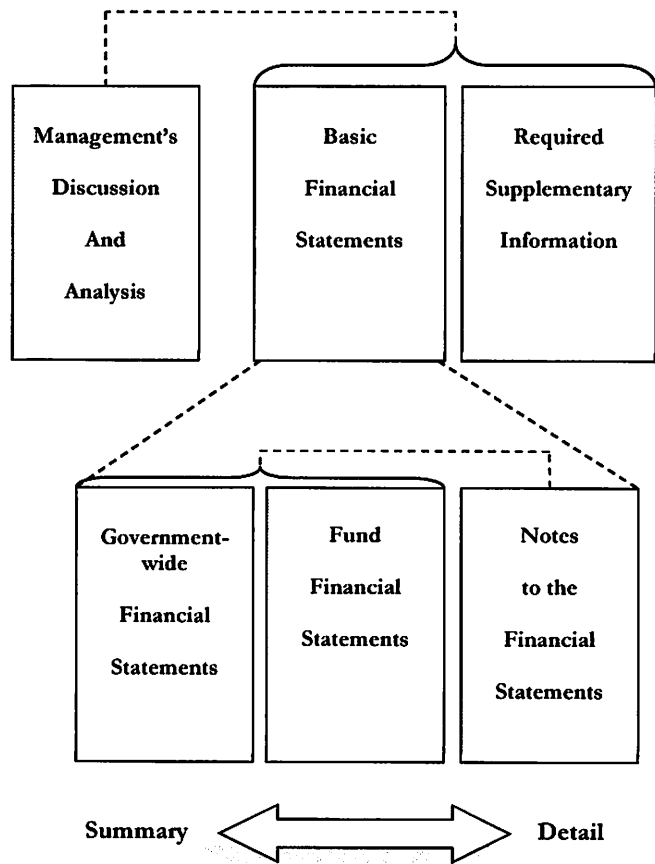 Management's
Discussion
And
Analysis
Basic
Financial
Statements
Required
Supplementary
Information
Government-
wide
Financial
Statements
Fund
Financial
Statements
Notes
to the
Financial
Statements
Summary
Detail